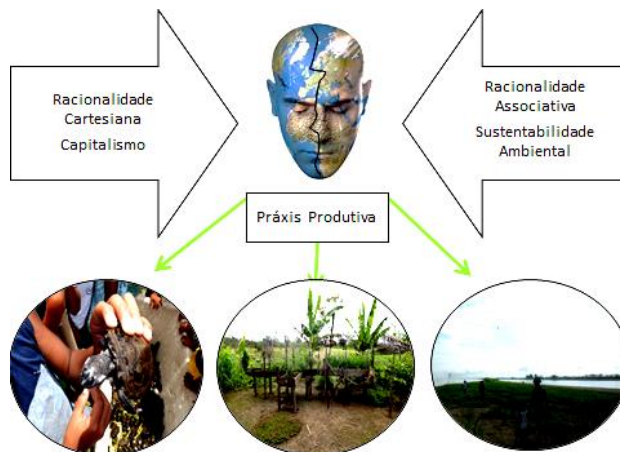 Racionalidade
Cartesiana
Capitalismo
Racionalidade
Associativa
Sustentabilidade
Ambiental
Práxis Produtiva